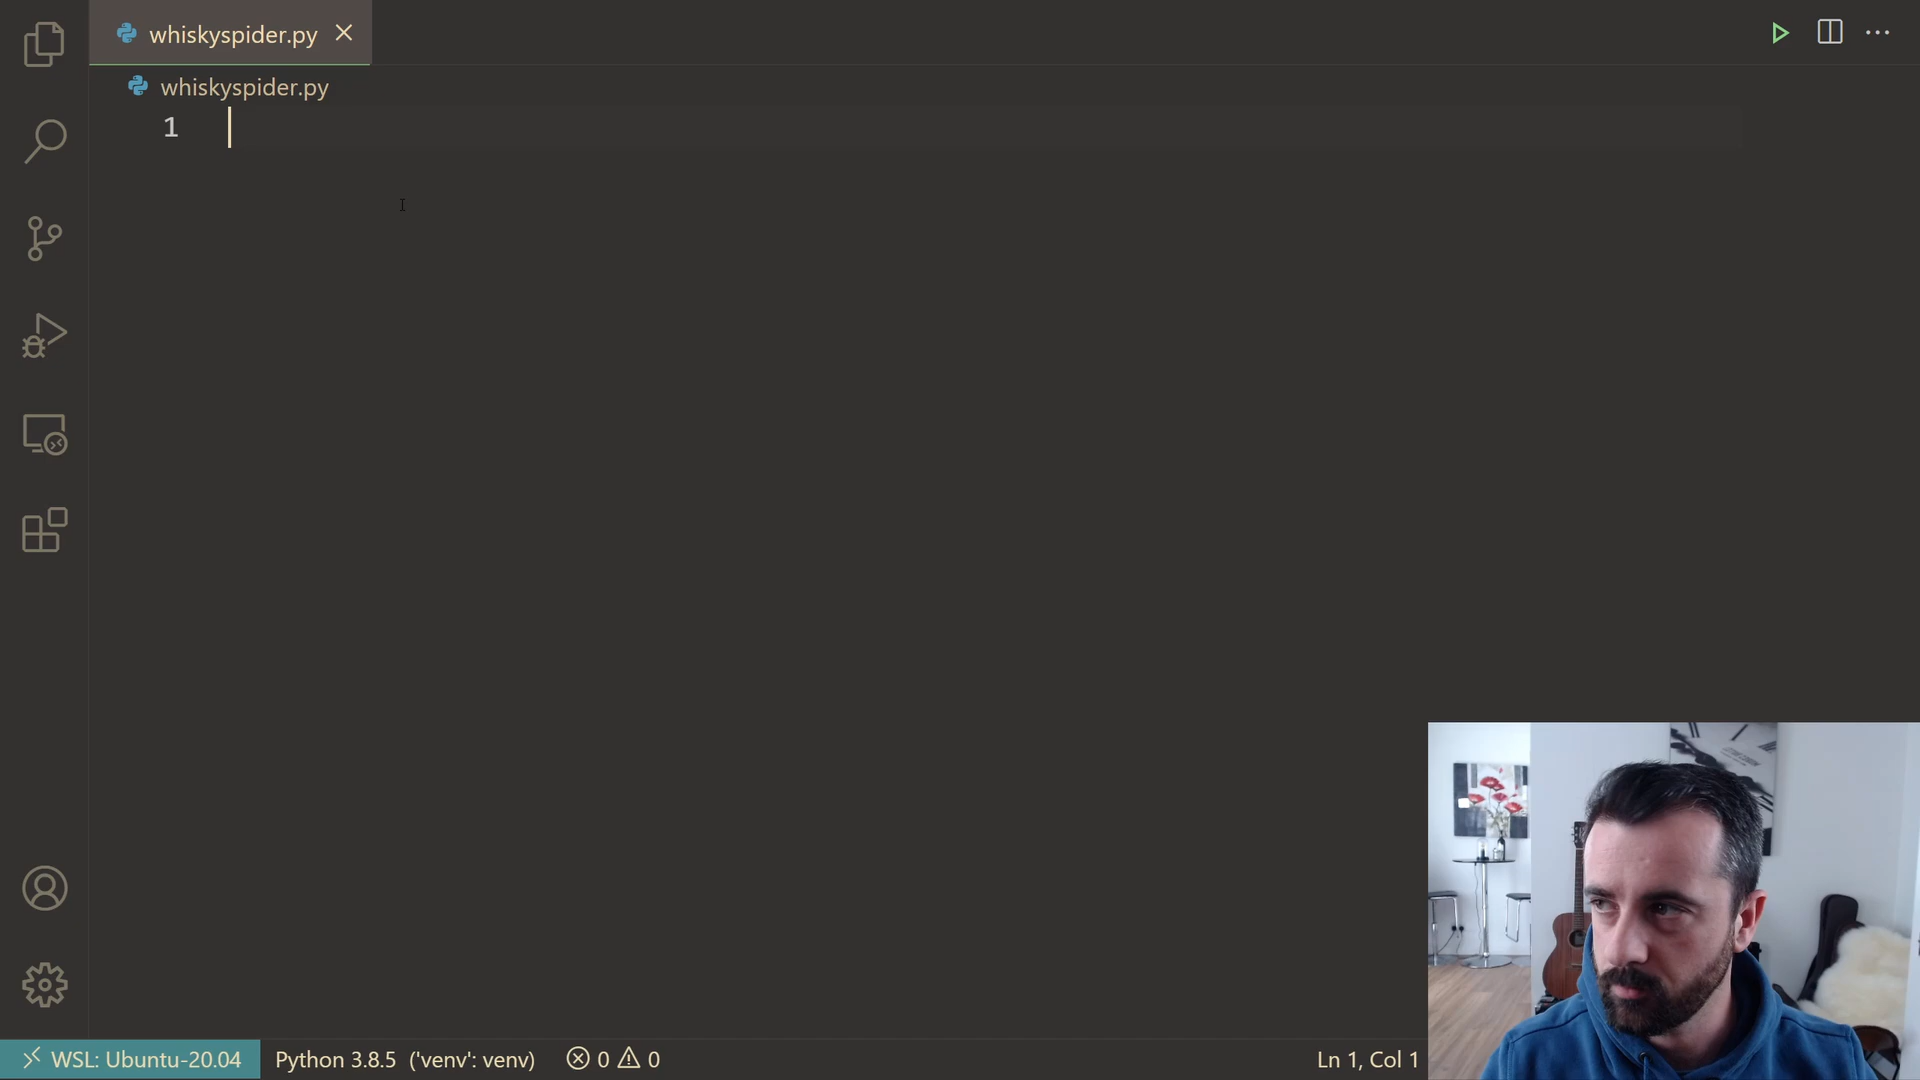 whiskyspider.py
whiskyspider.py
1
WSL: Ubuntu-20.04
Python 3.8.5 ('venv': venv)
0
0
Ln 1, Col 1